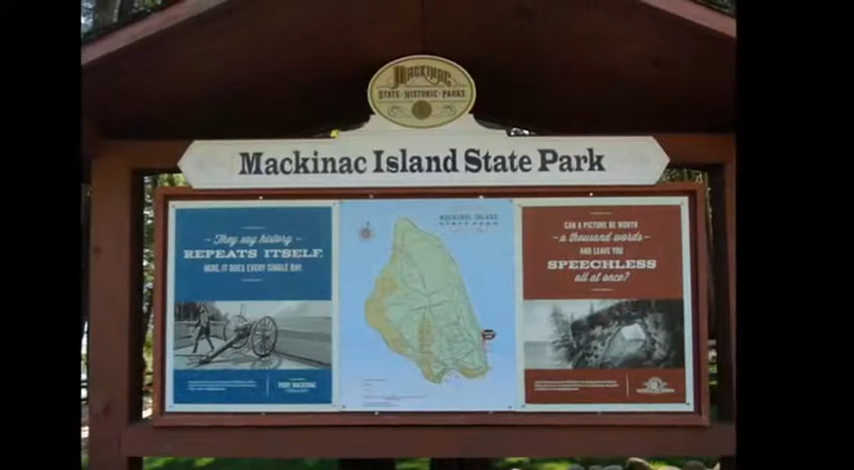 MACKINAC
STATE HISTORIC PARKS
Mackinac Island State Park
They say history
REPEATS ITSELF.
HERE, IT DOES EVERY SINGLE DAY
FORT MACKINAC
MACKINAC ISLAND
STATE PARK
CAN A PICTURE BE WORTH
a thousand words
AND LEAVE YOU
SPEECHLESS
all at once?